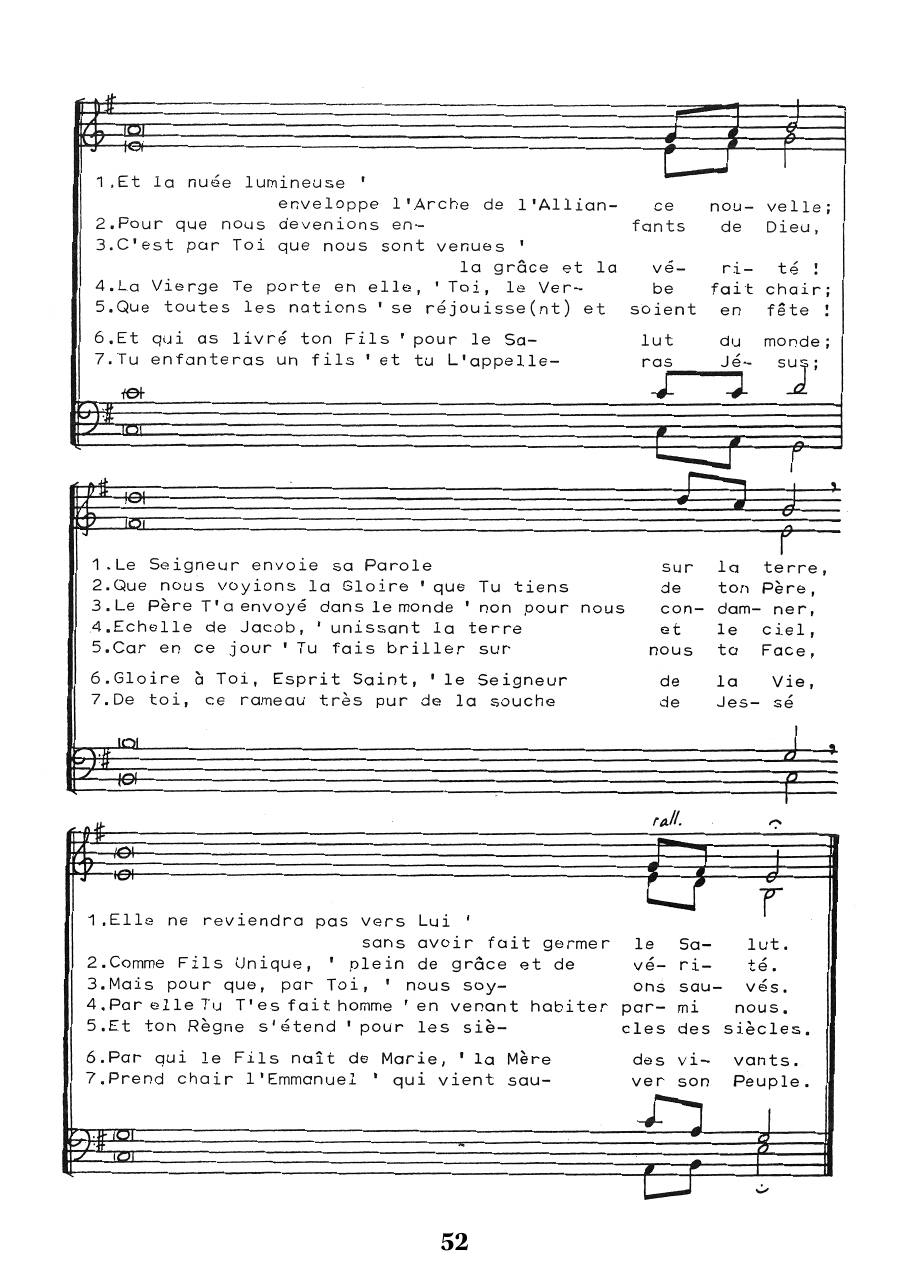 1.Et la nuée lumineuse '
enveloppe l'Arche de l'Allian- ce nou- velle;
2.Pour que nous devenions en- fants de Dieu,
3.C'est par Toi que nous sont venues '
la grâce et la vé- ri- té !
4.La Vierge Te porte en elle, ' Toi, le Ver- be fait chair;
5.Que toutes les nations ' se réjouisse(nt) et soient en fête !
6.Et qui as livré ton Fils ' pour le Sa- lut du monde;
7.Tu enfanteras un fils ' et tu L'appelle- ras Jé- sus;
1.Le Seigneur envoie sa Parole sur la terre,
2.Que nous voyions la Gloire ' que Tu tiens de ton Père,
3.Le Père T'a envoyé dans le monde ' non pour nous con- dam- ner,
4.Echelle de Jacob, ' unissant la terre et le ciel,
5.Car en ce jour ' Tu fais briller sur nous ta Face,
6.Gloire à Toi, Esprit Saint, ' le Seigneur de la Vie,
7.De toi, ce rameau très pur de la souche de Jes- sé
rall.
1.Elle ne reviendra pas vers Lui '
sans avoir fait germer le Sa- lut.
2.Comme Fils Unique, ' plein de grâce et de vé- ri- té.
3.Mais pour que, par Toi, ' nous soy- ons sau- vés.
4.Par elle Tu T'es fait homme ' en venant habiter par- mi nous.
5.Et ton Règne s'étend ' pour les siè- cles des siècles.
6.Par qui le Fils naît de Marie, ' la Mère des vi- vants.
7.Prend chair l'Emmanuel ' qui vient sau- ver son Peuple.
52